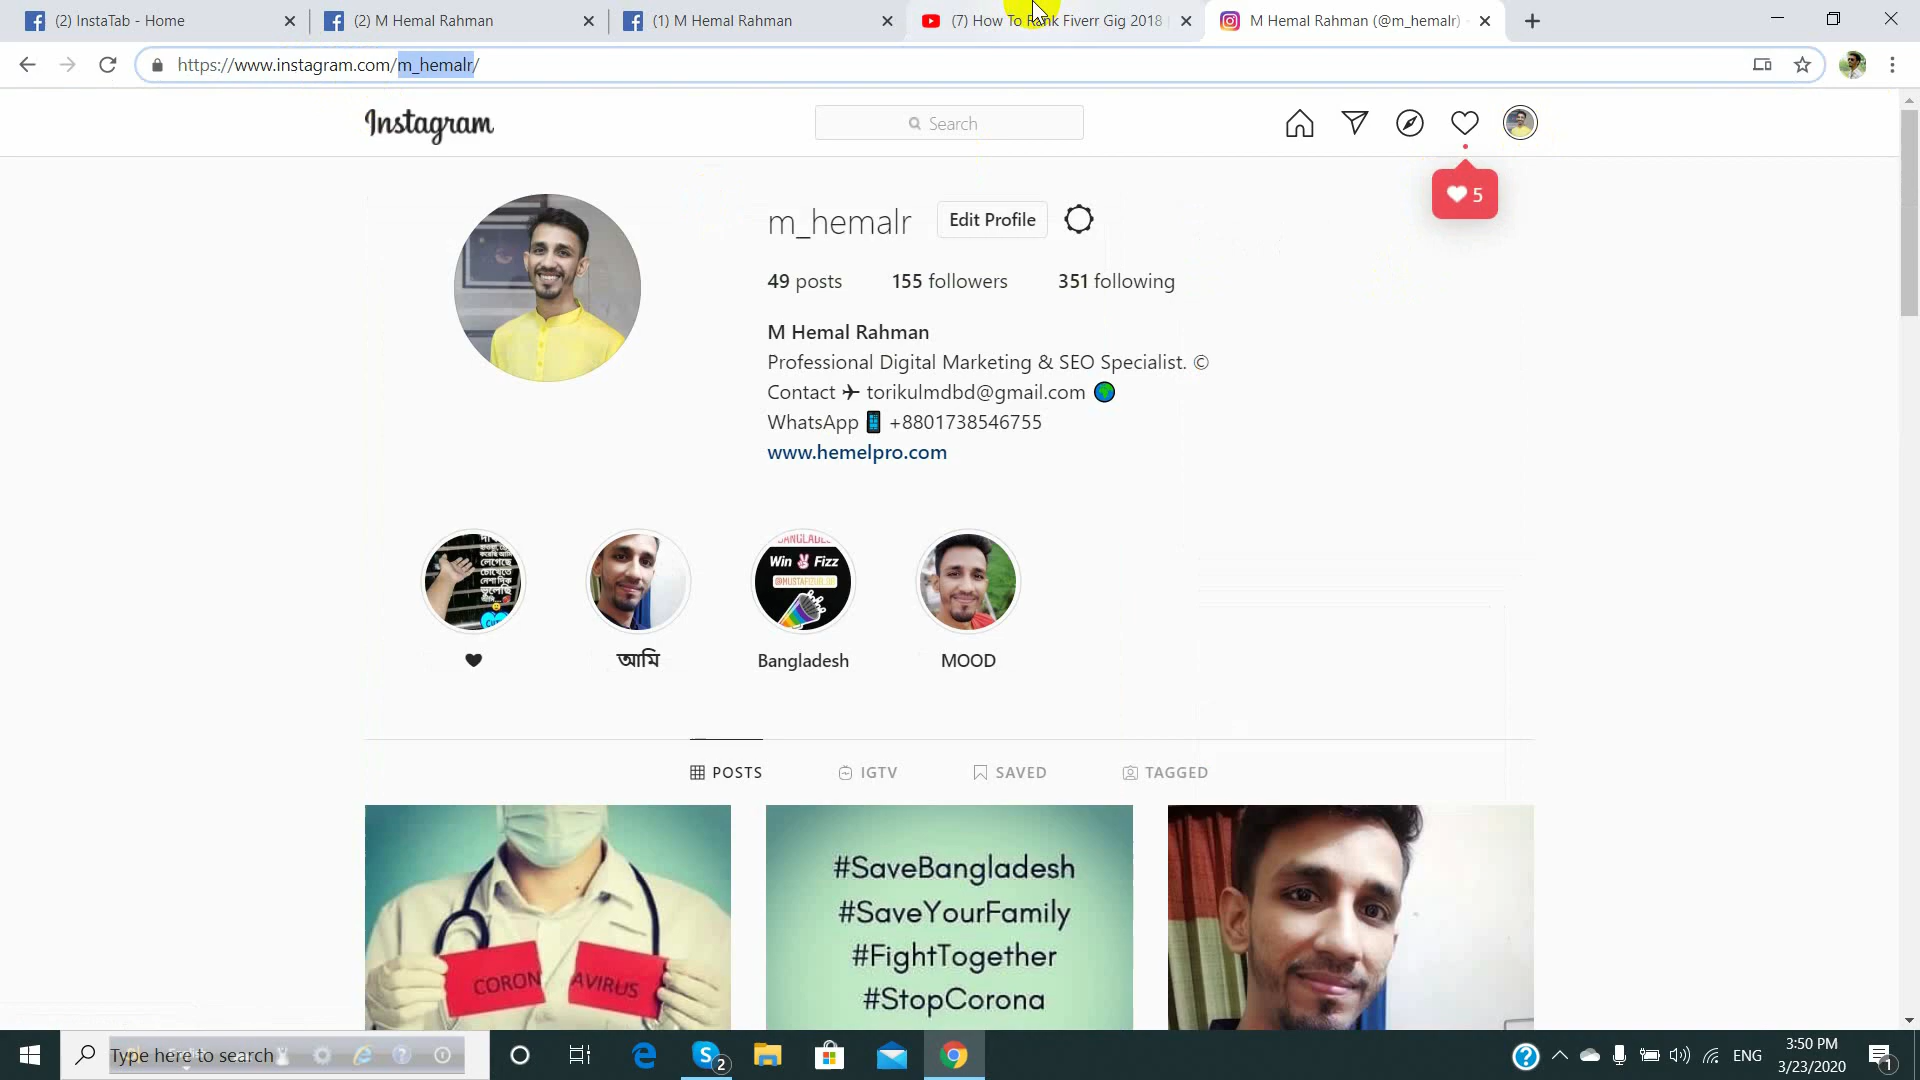 (2) InstaTab - Home
(2) M Hemal Rahman
(1) M Hemal Rahman
(7) How To Rank Fiverr Gig 2018
M Hemal Rahman (@m_hemalr)
https://www.instagram.com/m_hemalr/
Instagram
Search
5
m_hemalr
Edit Profile
49 posts
155 followers
351 following
M Hemal Rahman
Professional Digital Marketing & SEO Specialist. ©
Contact ✈ torikulmdbd@gmail.com 🌍
WhatsApp 📱 +8801738546755
www.hemelpro.com
লেগেছে
চোখেতে
নেশা দিক
ভুলেছি
BANGLADES
Win ✌ Fizz
♥
আমি
Bangladesh
MOOD
POSTS
IGTV
SAVED
TAGGED
CORON AVIRUS
#SaveBangladesh
#SaveYourFamily
#FightTogether
#StopCorona
Type here to search
2
ENG
3:50 PM
3/23/2020
1